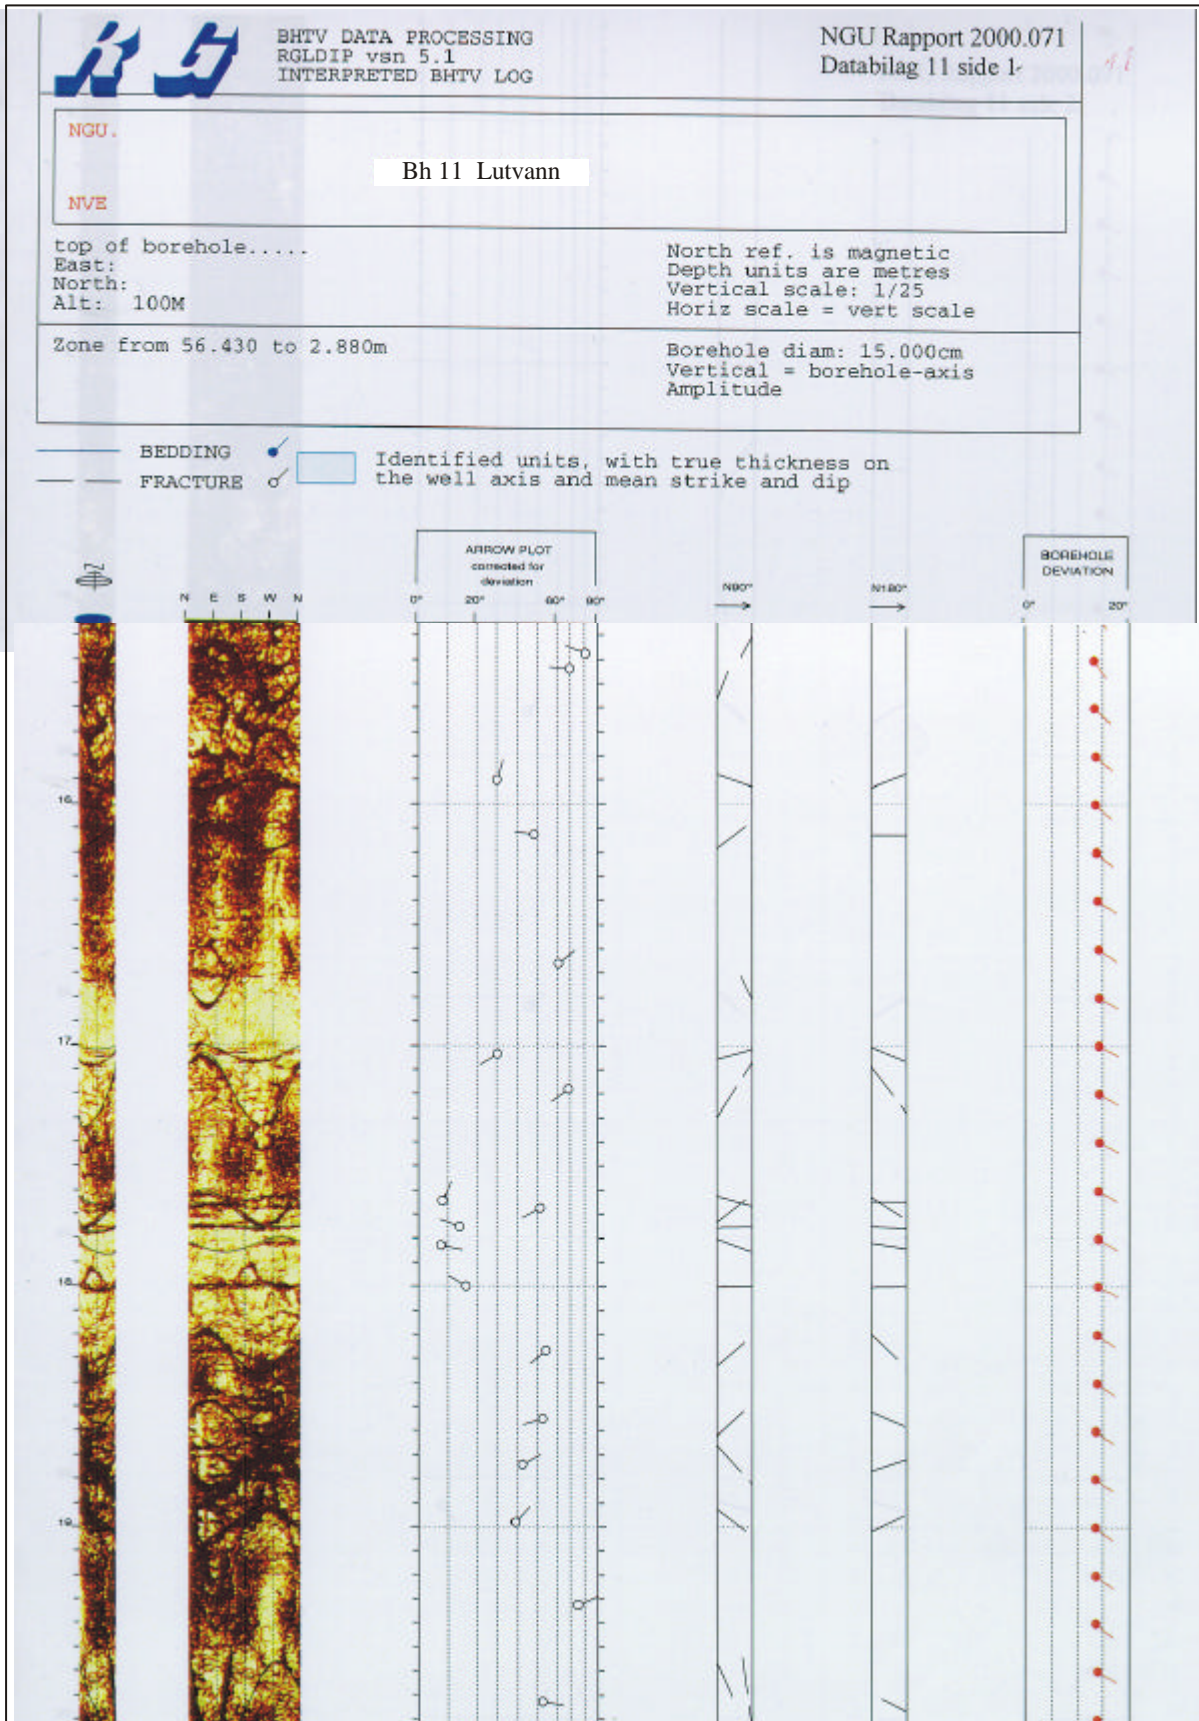 RG
BHTV DATA PROCESSING
RGLDIP vsn 5.1
INTERPRETED BHTV LOG
NGU Rapport 2000.071
Databilag 11 side 1
NGU.
Bh 11 Lutvann
NVE
top of borehole.....
East:
North:
Alt: 100M
North ref. is magnetic
Depth units are metres
Vertical scale: 1/25
Horiz scale = vert scale
Zone from 56.430 to 2.880m
Borehole diam: 15.000cm
Vertical = borehole-axis
Amplitude
BEDDING
FRACTURE
Identified units, with true thickness on
the well axis and mean strike and dip
ARROW PLOT
corrected for
deviation
BOREHOLE
DEVIATION
N E S W N
0° 20° 60° 90°
N90°
N180°
0° 20°
16
17
18
19